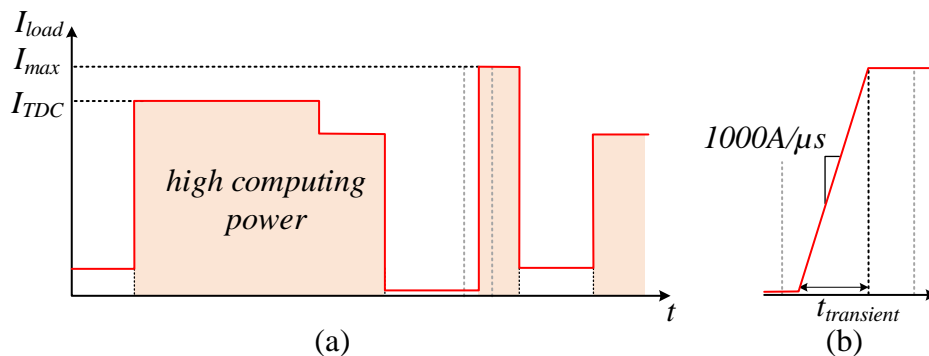 I_load
I_max
I_TDC
high computing
power
t
(a)
1000A/μs
t_transient
(b)